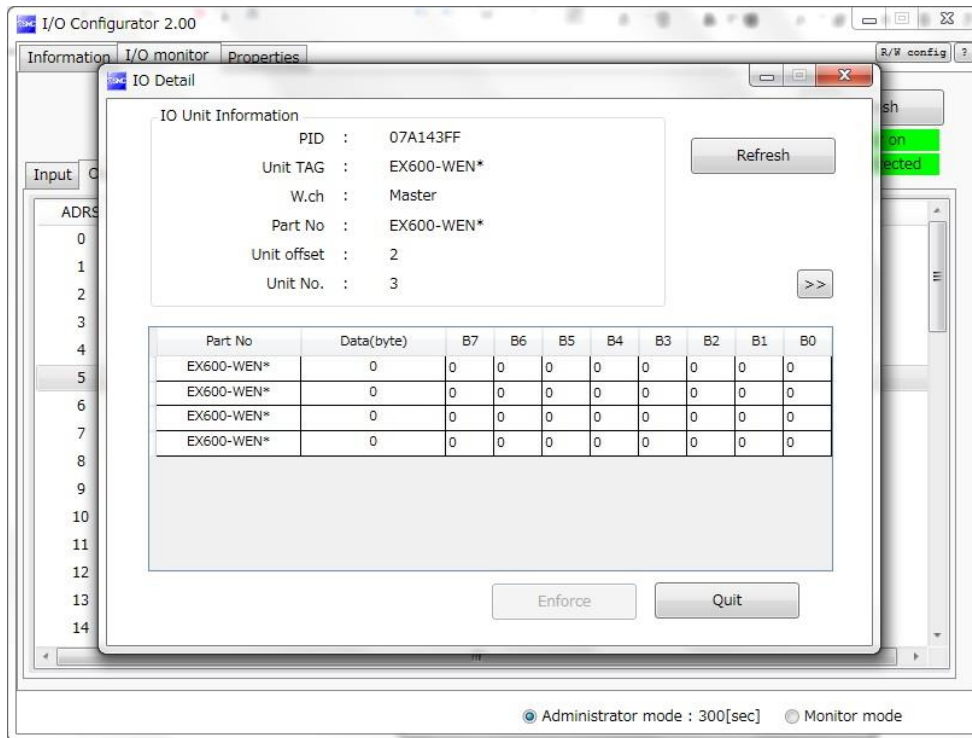 I/O Configurator 2.00
Information I/O monitor Properties
R/W config ?
IO Detail
IO Unit Information
PID : 07A143FF
Unit TAG : EX600-WEN*
W.ch : Master
Part No : EX600-WEN*
Unit offset : 2
Unit No. : 3
Refresh
>>
sh
on
ected
Input
ADRS
0
1
2
3
4
5
6
7
8
9
10
11
12
13
14
Part No Data(byte) B7 B6 B5 B4 B3 B2 B1 B0
EX600-WEN* 0 0 0 0 0 0 0 0 0
EX600-WEN* 0 0 0 0 0 0 0 0 0
EX600-WEN* 0 0 0 0 0 0 0 0 0
EX600-WEN* 0 0 0 0 0 0 0 0 0
Enforce Quit
Administrator mode : 300[sec] Monitor mode